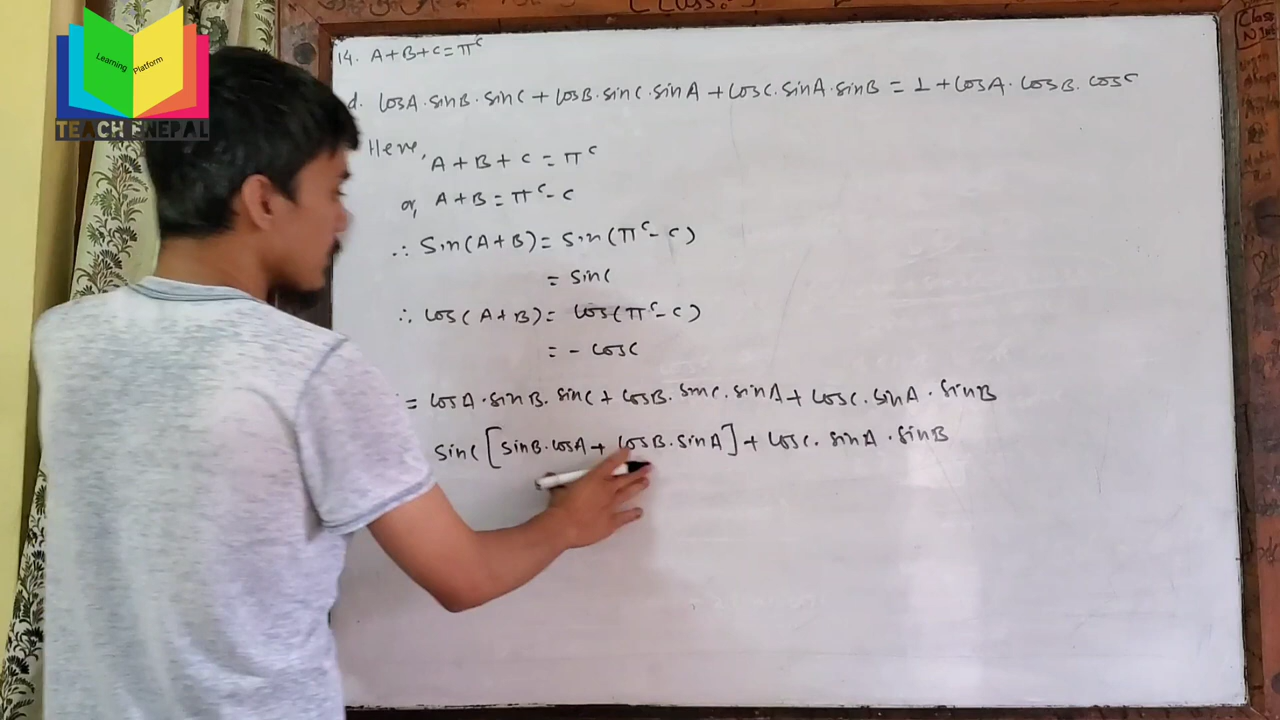 (Class:
Learning Platform
TEACH ENEPAL
14. A+B+C=π^c
d. cosA·sinB·sinC+cosB·sinC·sinA+cosC·sinA·sinB=1+cosA·cosB·cosC
Here,
A+B+C=π^c
or, A+B=π^c-C
∴ Sin(A+B)=Sin(π^c-C)
= sinC
∴ cos(A+B)= cos(π^c-C)
= - cosC
= cosA·sinB·sinC+cosB·sinC·sinA+cosC·sinA·sinB
sinC[sinB·cosA+cosB·sinA]+cosC·sinA·sinB